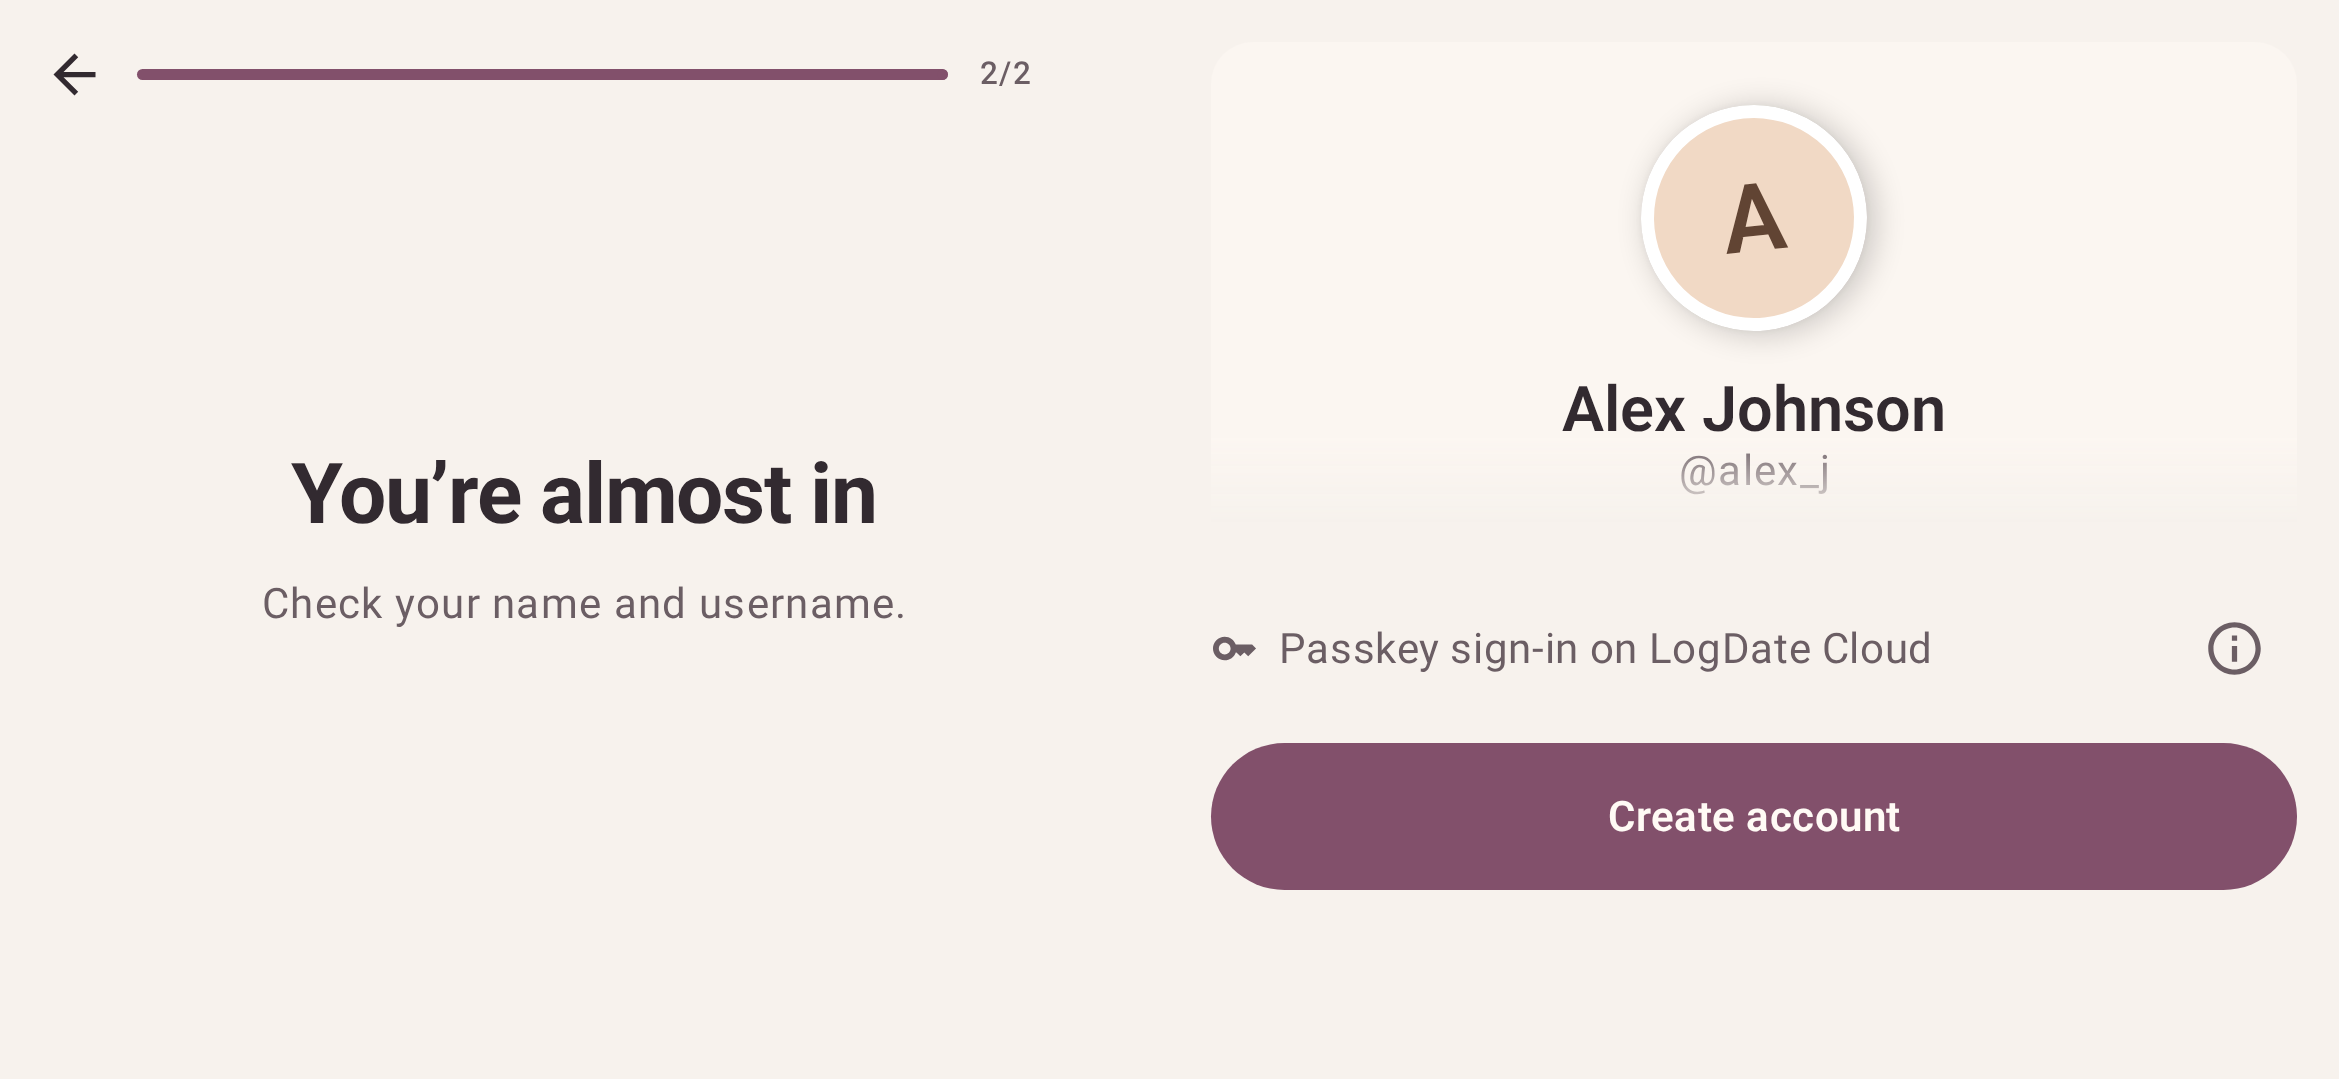 2/2
You’re almost in
Check your name and username.
A
Alex Johnson
@alex_j
Passkey sign-in on LogDate Cloud
Create account